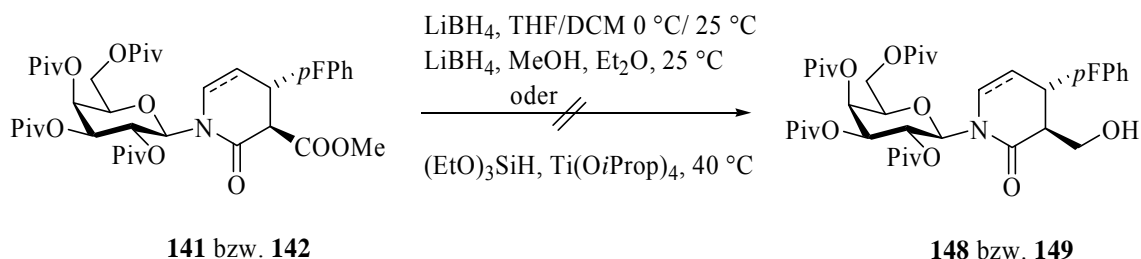 LiBH4, THF/DCM 0 °C/ 25 °C
LiBH4, MeOH, Et2O, 25 °C
oder
(EtO)3SiH, Ti(OiProp)4, 40 °C
OPiv
PivO
O
PivO
PivO
N
O
pFPh
COOMe
OPiv
PivO
O
PivO
PivO
N
O
pFPh
OH
141 bzw. 142
148 bzw. 149